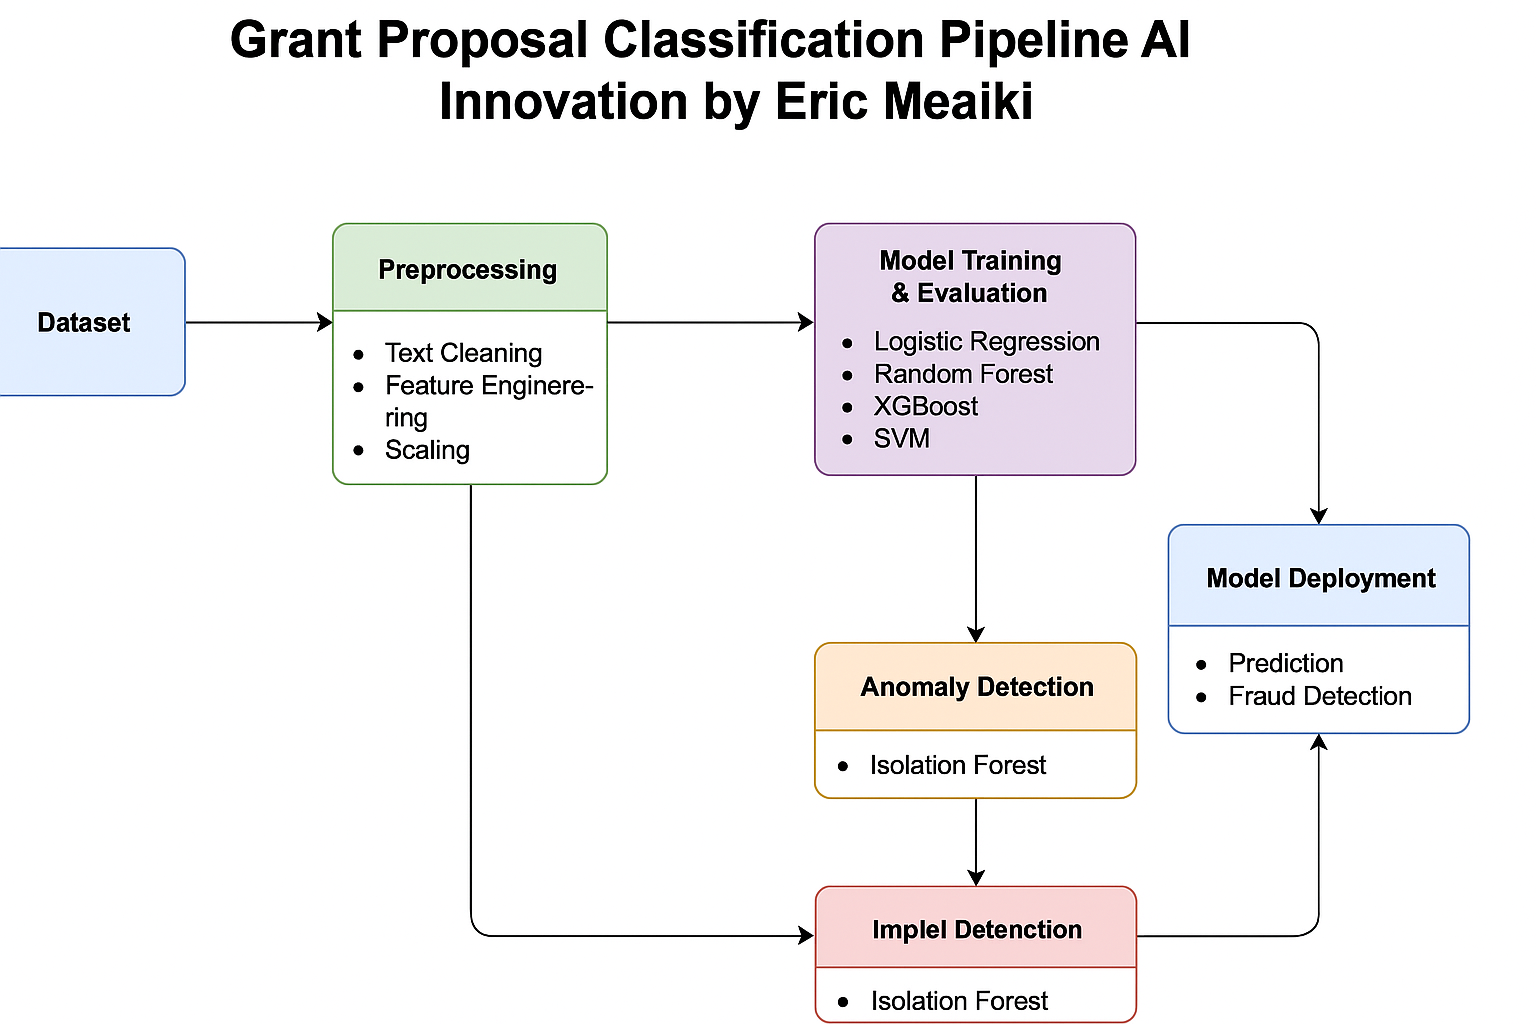 Grant Proposal Classification Pipeline AI
Innovation by Eric Meaiki
Dataset
Preprocessing
• Text Cleaning
• Feature Enginere-
ring
• Scaling
Model Training
& Evaluation
• Logistic Regression
• Random Forest
• XGBoost
• SVM
Model Deployment
• Prediction
• Fraud Detection
Anomaly Detection
• Isolation Forest
Implel Detenction
• Isolation Forest